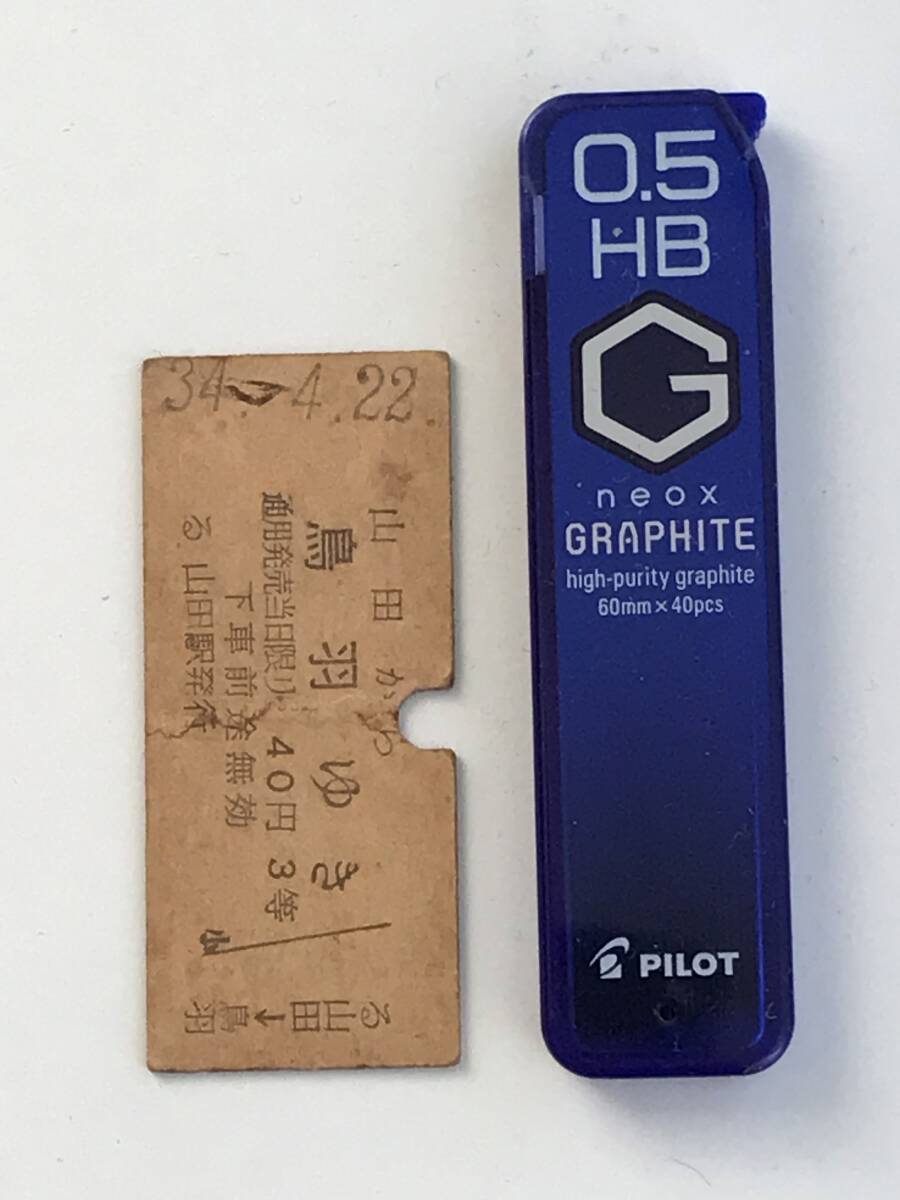 34.-4.22.
山田から
鳥羽ゆき
通用発売当日限り 40円 3等
下車前途無効
る 山田駅発行
小
る山田→鳥羽
0.5
HB
G
neox
GRAPHITE
high-purity graphite
60mm×40pcs
PILOT